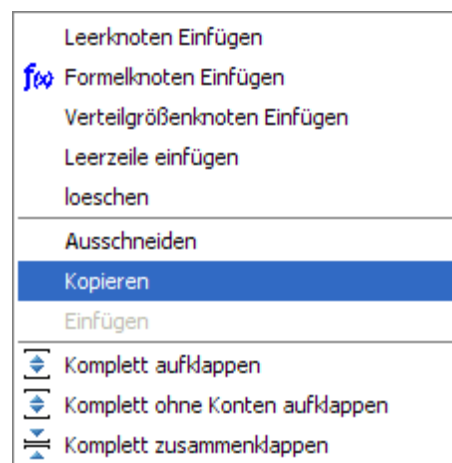 Leerknoten Einfügen
f(x) Formelknoten Einfügen
Verteilgrößenknoten Einfügen
Leerzeile einfügen
loeschen
Ausschneiden
Kopieren
Einfügen
Komplett aufklappen
Komplett ohne Konten aufklappen
Komplett zusammenklappen